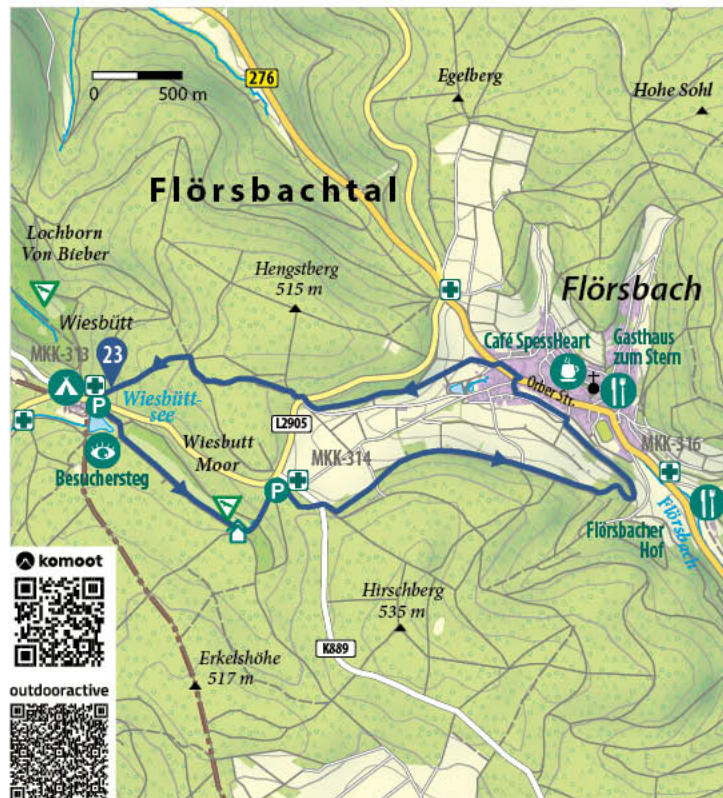 276
0 500 m
Egelberg
Hohe Sohl
Flörsbachtal
Lochborn
Von Bieber
Hengstberg
515 m
Flörsbach
Wiesbütt
MKK-313
23
Café SpessHeart
Gasthaus
zum Stern
P
Wiesbütt-
see
Orber Str.
L2905
Wiesbutt
Moor
MKK-314
MKK-316
Besuchersteg
P
Flörsbacher
Hof
Flörsbach
komoot
Hirschberg
535 m
K889
Erkelshöhe
517 m
outdooractive